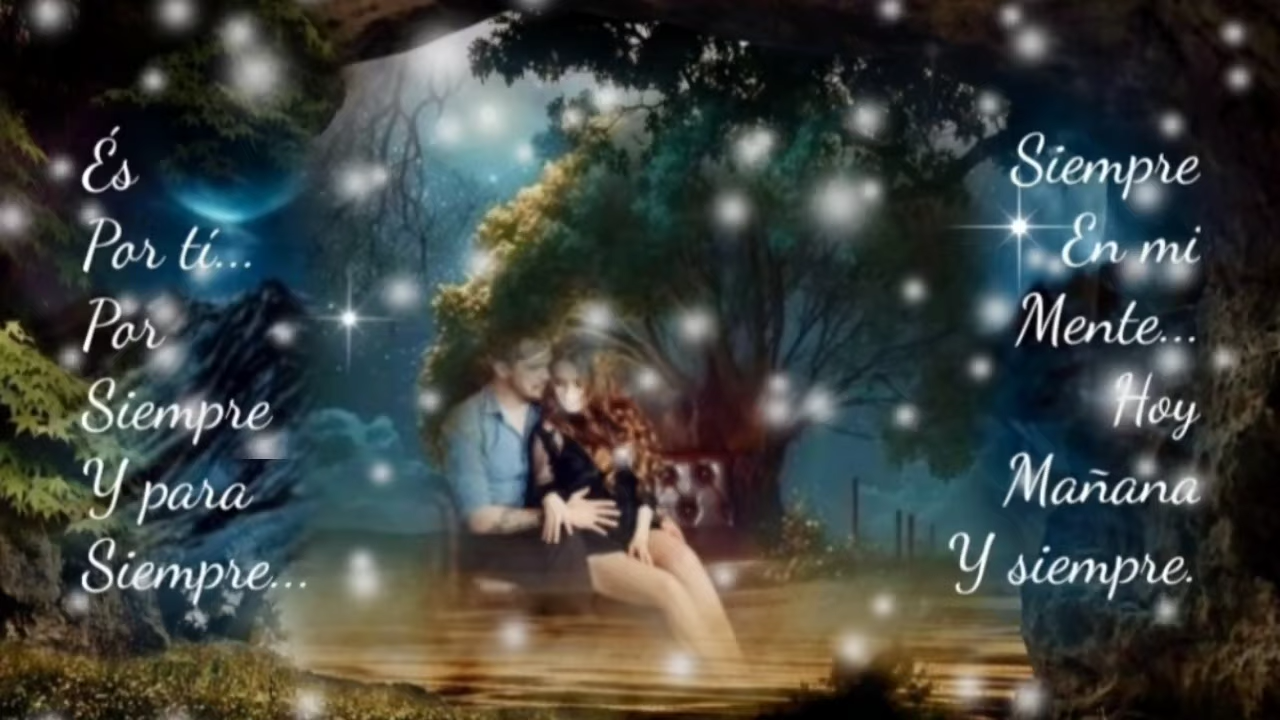 És
Por tí...
Por
Siempre
Y para
Siempre...
Siempre
En mi
Mente...
Hoy
Mañana
Y siempre.